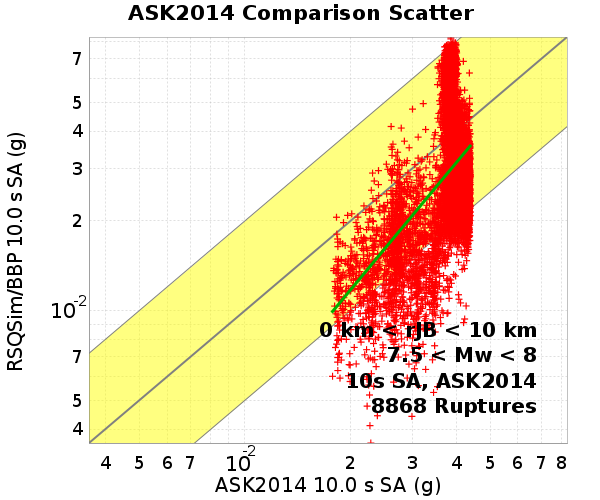 ASK2014 Comparison Scatter
RSQSim/BBP 10.0 s SA (g)
7
5
4
3
2
10-2
7
5
4
0 km < rJB < 10 km
7.5 < Mw < 8
10s SA, ASK2014
8868 Ruptures
4 5 6 7 10-2 2 3 4 5 6 7 8
ASK2014 10.0 s SA (g)